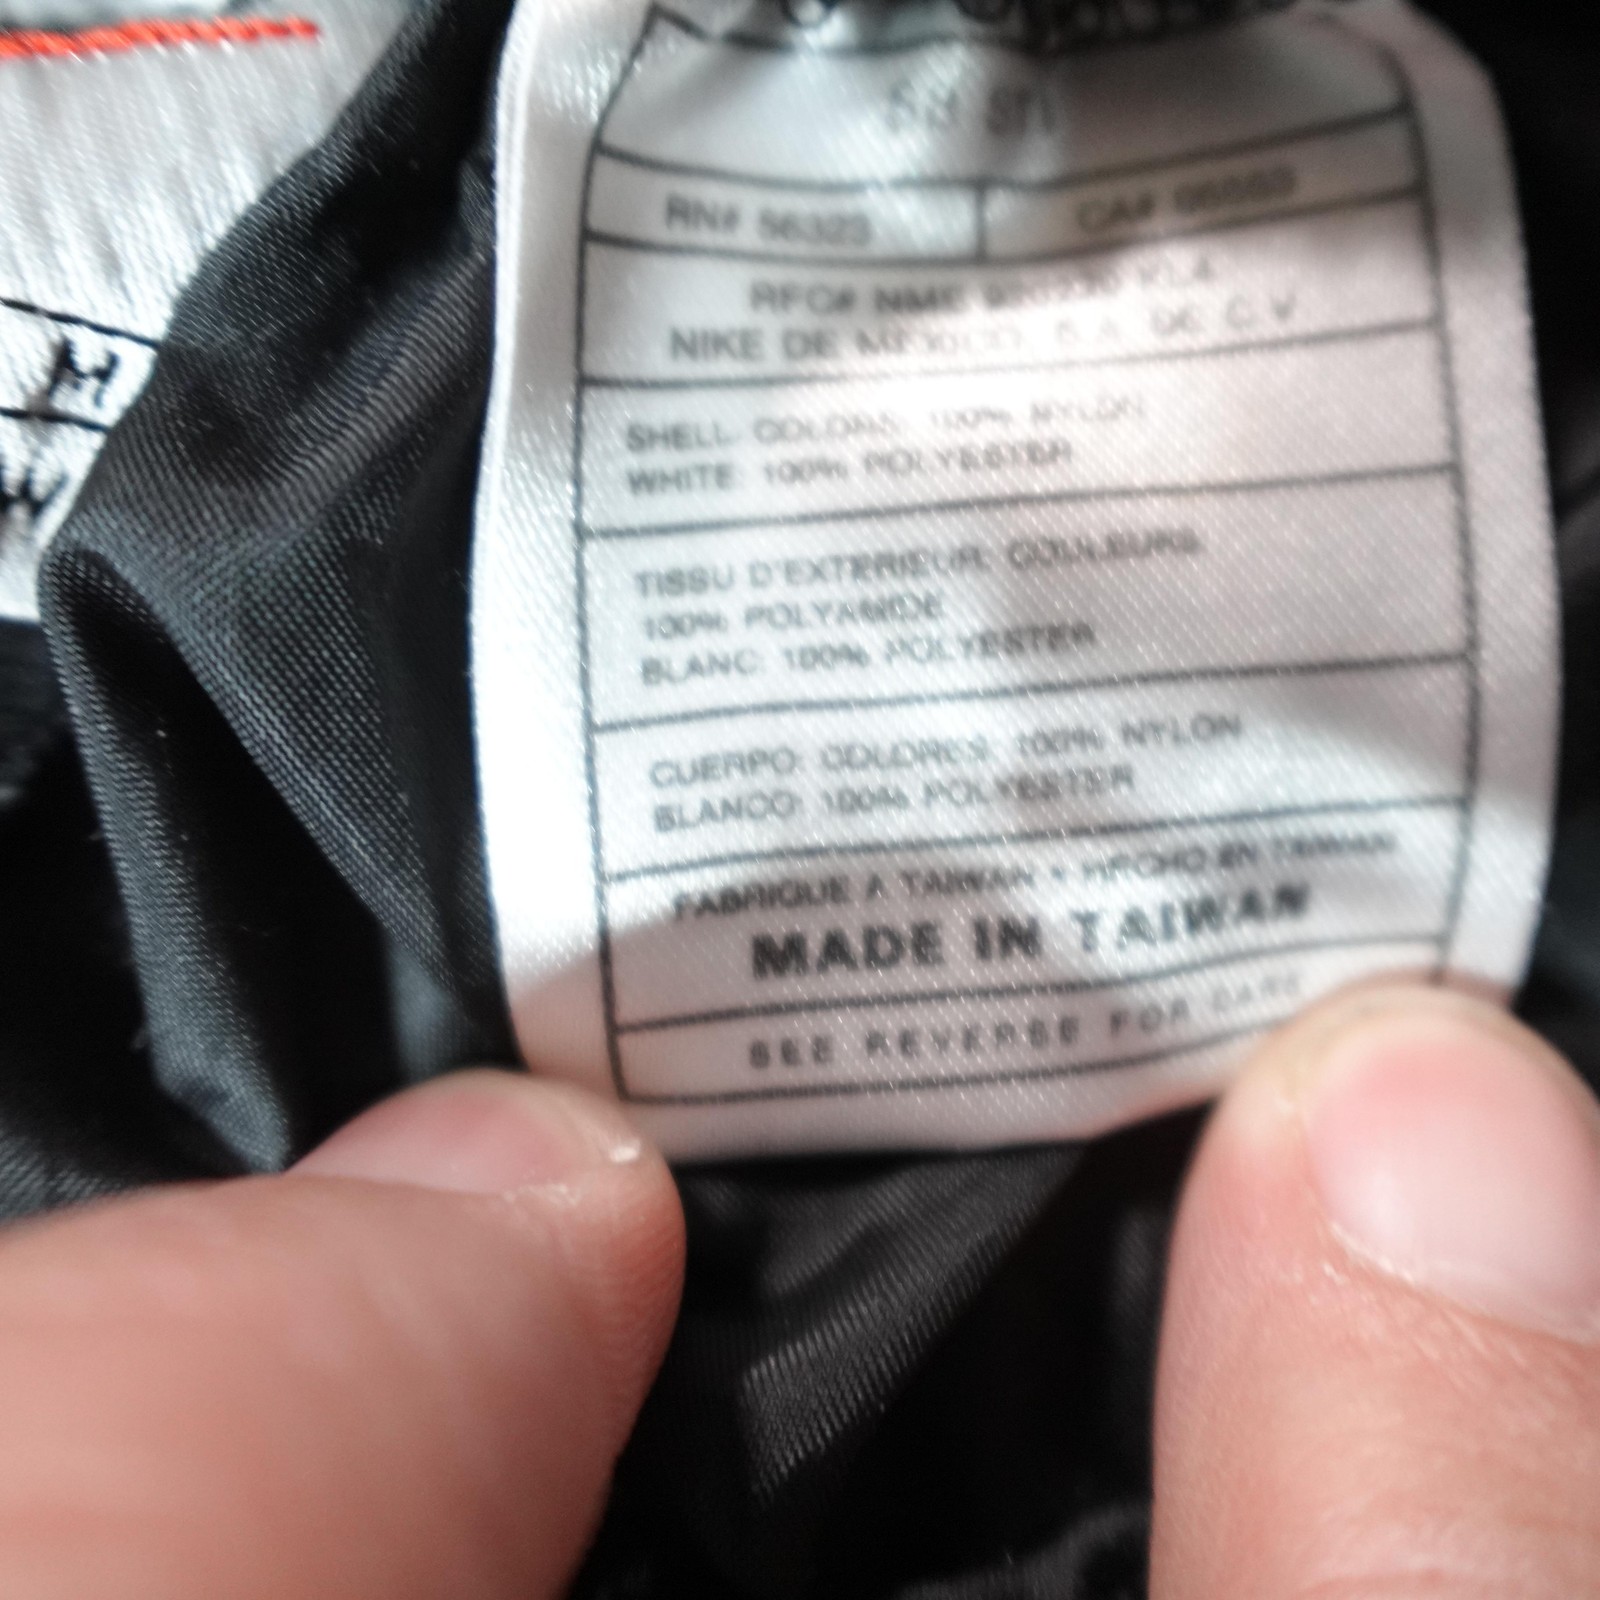 M
W
RN# 56323
CA#
RFC# NME
NIKE DE MEXICO, S.A. DE C.V
SHELL: COLORS: 100% NYLON
WHITE: 100% POLYESTER
TISSU D'EXTERIEUR: COULEURS
100% POLYAMIDE
BLANC: 100% POLYESTER
CUERPO: COLORES: 100% NYLON
BLANCO: 100% POLYESTER
FABRIQUE A TAIWAN • HECHO EN TAIWAN
MADE IN TAIWAN
SEE REVERSE FOR CARE